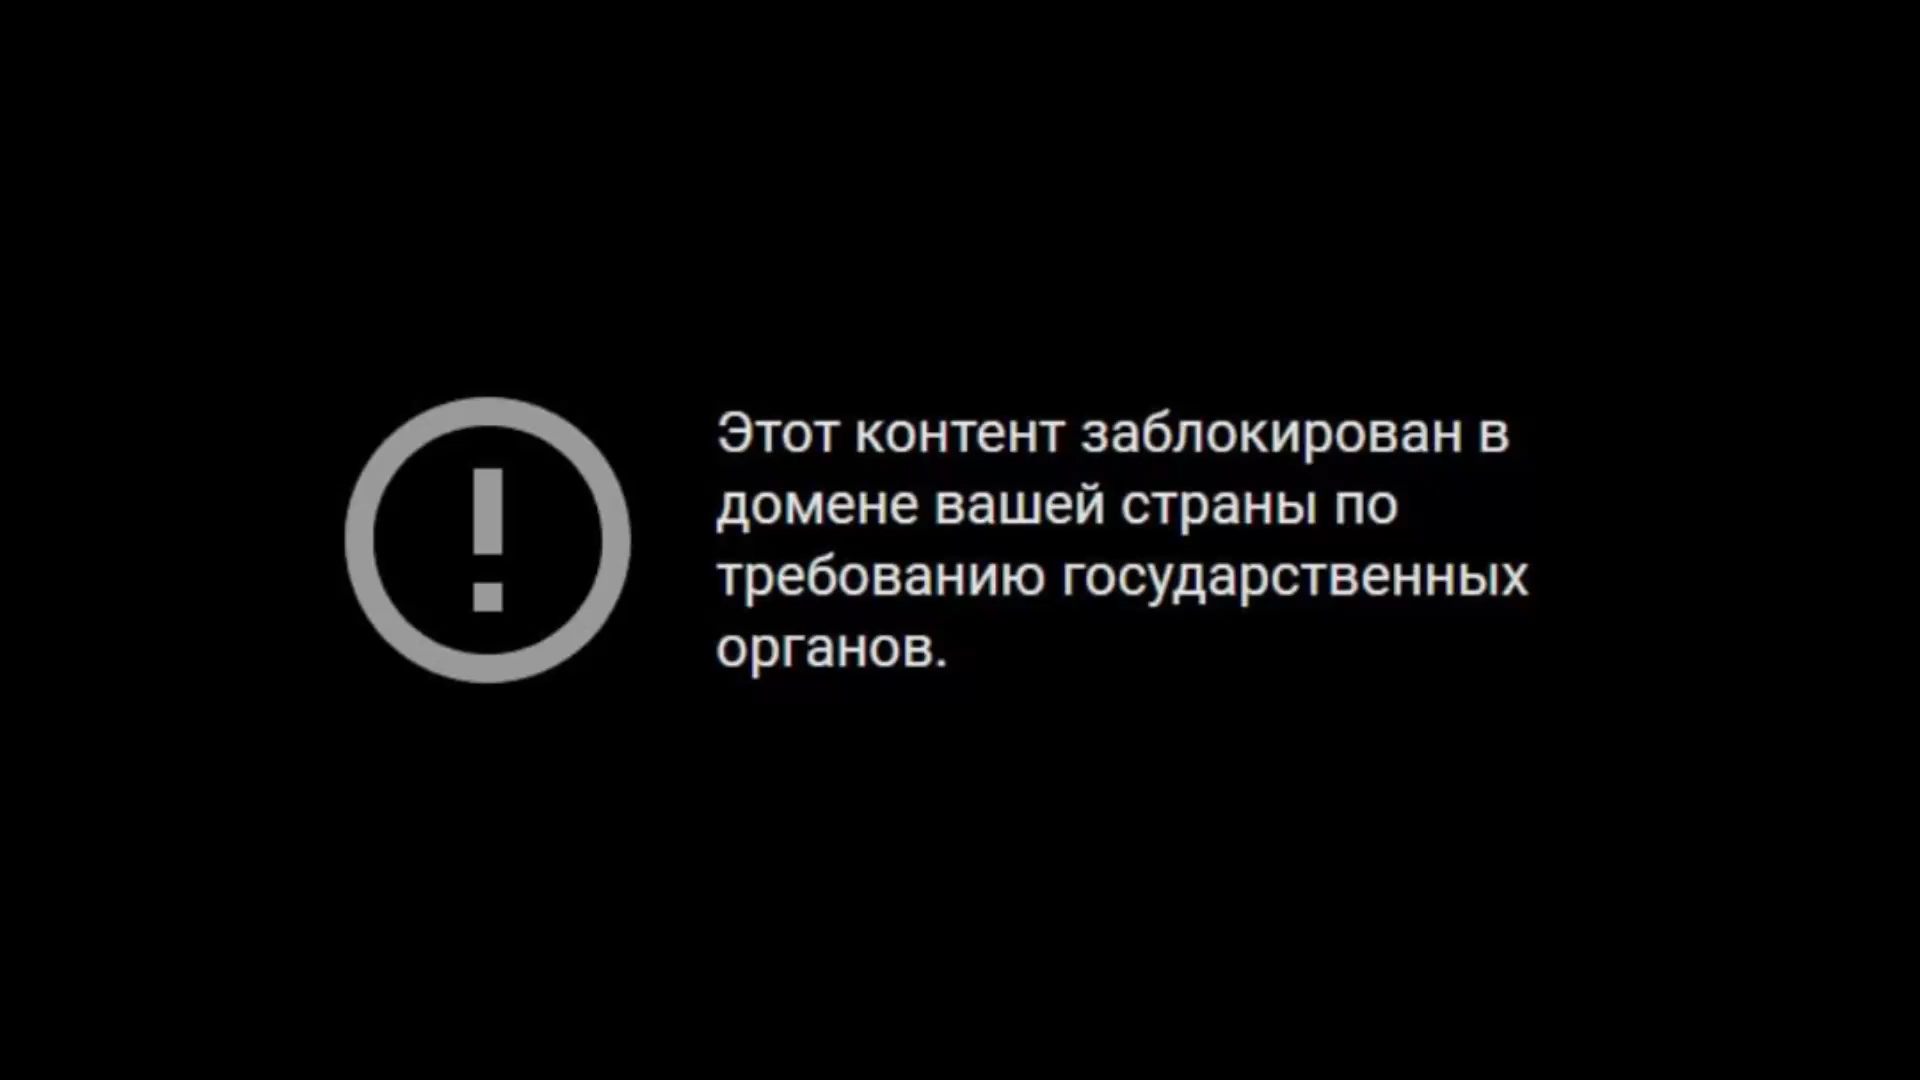 Этот контент заблокирован в
домене вашей страны по
требованию государственных
органов.